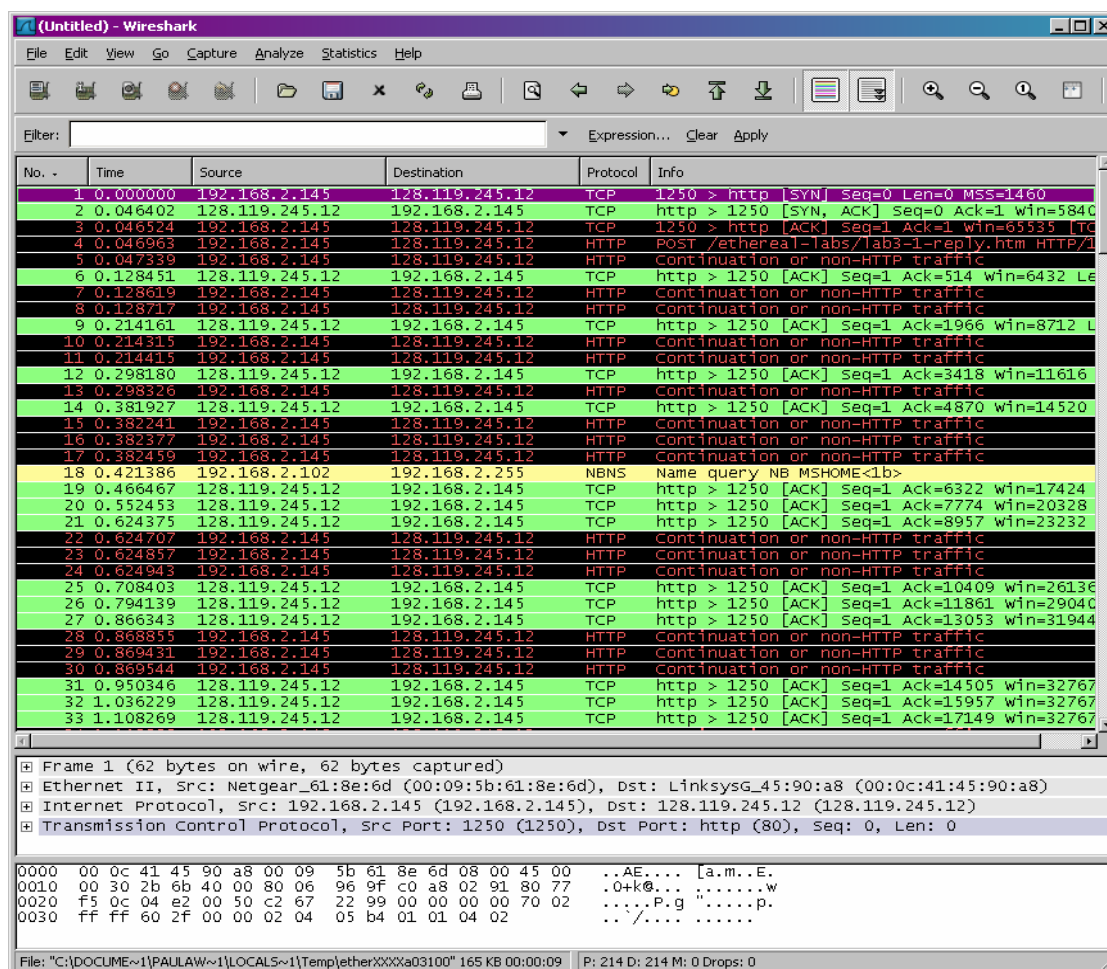 (Untitled) - Wireshark
File Edit View Go Capture Analyze Statistics Help
Filter: Expression... Clear Apply
No. - Time Source Destination Protocol Info
1 0.000000 192.168.2.145 128.119.245.12 TCP 1250 > http [SYN] Seq=0 Len=0 MSS=1460
2 0.046402 128.119.245.12 192.168.2.145 TCP http > 1250 [SYN, ACK] Seq=0 Ack=1 Win=5840
3 0.046524 192.168.2.145 128.119.245.12 TCP 1250 > http [ACK] Seq=1 Ack=1 Win=65535 [TC
4 0.046963 192.168.2.145 128.119.245.12 HTTP POST /ethereal-labs/lab3-1-reply.htm HTTP/1
5 0.047339 192.168.2.145 128.119.245.12 HTTP Continuation or non-HTTP traffic
6 0.128451 128.119.245.12 192.168.2.145 TCP http > 1250 [ACK] Seq=1 Ack=514 Win=6432 Le
7 0.128619 192.168.2.145 128.119.245.12 HTTP Continuation or non-HTTP traffic
8 0.128717 192.168.2.145 128.119.245.12 HTTP Continuation or non-HTTP traffic
9 0.214161 128.119.245.12 192.168.2.145 TCP http > 1250 [ACK] Seq=1 Ack=1966 Win=8712 L
10 0.214315 192.168.2.145 128.119.245.12 HTTP Continuation or non-HTTP traffic
11 0.214415 192.168.2.145 128.119.245.12 HTTP Continuation or non-HTTP traffic
12 0.298180 128.119.245.12 192.168.2.145 TCP http > 1250 [ACK] Seq=1 Ack=3418 Win=11616
13 0.298326 192.168.2.145 128.119.245.12 HTTP Continuation or non-HTTP traffic
14 0.381927 128.119.245.12 192.168.2.145 TCP http > 1250 [ACK] Seq=1 Ack=4870 Win=14520
15 0.382241 192.168.2.145 128.119.245.12 HTTP Continuation or non-HTTP traffic
16 0.382377 192.168.2.145 128.119.245.12 HTTP Continuation or non-HTTP traffic
17 0.382459 192.168.2.145 128.119.245.12 HTTP Continuation or non-HTTP traffic
18 0.421386 192.168.2.102 192.168.2.255 NBNS Name query NB MSHOME<1b>
19 0.466467 128.119.245.12 192.168.2.145 TCP http > 1250 [ACK] Seq=1 Ack=6322 Win=17424
20 0.552453 128.119.245.12 192.168.2.145 TCP http > 1250 [ACK] Seq=1 Ack=7774 Win=20328
21 0.624375 128.119.245.12 192.168.2.145 TCP http > 1250 [ACK] Seq=1 Ack=8957 Win=23232
22 0.624707 192.168.2.145 128.119.245.12 HTTP Continuation or non-HTTP traffic
23 0.624857 192.168.2.145 128.119.245.12 HTTP Continuation or non-HTTP traffic
24 0.624943 192.168.2.145 128.119.245.12 HTTP Continuation or non-HTTP traffic
25 0.708403 128.119.245.12 192.168.2.145 TCP http > 1250 [ACK] Seq=1 Ack=10409 Win=26136
26 0.794139 128.119.245.12 192.168.2.145 TCP http > 1250 [ACK] Seq=1 Ack=11861 Win=29040
27 0.866343 128.119.245.12 192.168.2.145 TCP http > 1250 [ACK] Seq=1 Ack=13053 Win=31944
28 0.868855 192.168.2.145 128.119.245.12 HTTP Continuation or non-HTTP traffic
29 0.869431 192.168.2.145 128.119.245.12 HTTP Continuation or non-HTTP traffic
30 0.869544 192.168.2.145 128.119.245.12 HTTP Continuation or non-HTTP traffic
31 0.950346 128.119.245.12 192.168.2.145 TCP http > 1250 [ACK] Seq=1 Ack=14505 Win=32767
32 1.036229 128.119.245.12 192.168.2.145 TCP http > 1250 [ACK] Seq=1 Ack=15957 Win=32767
33 1.108269 128.119.245.12 192.168.2.145 TCP http > 1250 [ACK] Seq=1 Ack=17149 Win=32767
Frame 1 (62 bytes on wire, 62 bytes captured)
Ethernet II, Src: Netgear_61:8e:6d (00:09:5b:61:8e:6d), Dst: LinksysG_45:90:a8 (00:0c:41:45:90:a8)
Internet Protocol, Src: 192.168.2.145 (192.168.2.145), Dst: 128.119.245.12 (128.119.245.12)
Transmission Control Protocol, Src Port: 1250 (1250), Dst Port: http (80), Seq: 0, Len: 0
0000 00 0c 41 45 90 a8 00 09 5b 61 8e 6d 08 00 45 00 ..AE.... [a.m..E.
0010 00 30 2b 6b 40 00 80 06 96 9f c0 a8 02 91 80 77 .0+k@... .......w
0020 f5 0c 04 e2 00 50 c2 67 22 99 00 00 00 00 70 02 .....P.g ".....p.
0030 ff ff 60 2f 00 00 02 04 05 b4 01 01 04 02 ..`/.... ......
File: "C:\DOCUME~1\PAULAW~1\LOCALS~1\Temp\etherXXXXa03100" 165 KB 00:00:09 P: 214 D: 214 M: 0 Drops: 0